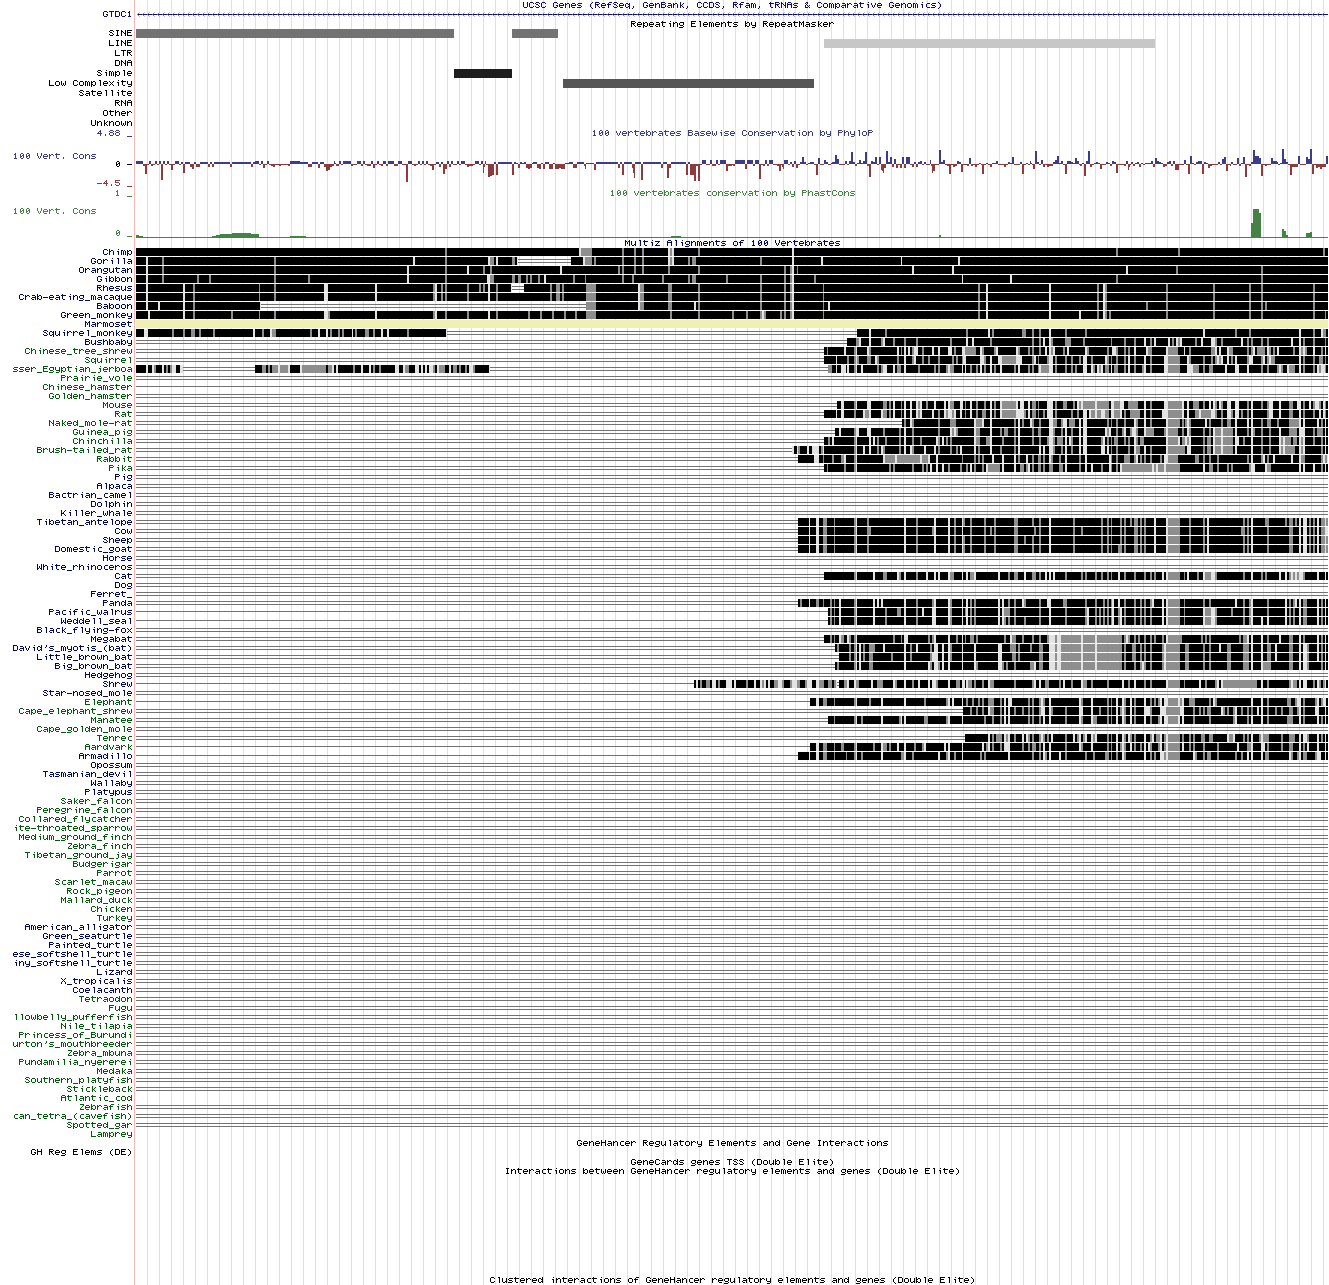 UCSC Genes (RefSeq, GenBank, CCDS, Rfam, tRNAs & Comparative Genomics)
GTDC1
Repeating Elements by RepeatMasker
SINE
LINE
LTR
DNA
Simple
Low Complexity
Satellite
RNA
Other
Unknown
4.88 _
100 vertebrates Basewise Conservation by PhyloP
100 Vert. Cons
0 _
-4.5 _
100 vertebrates conservation by PhastCons
1 _
100 Vert. Cons
0 _
Multiz Alignments of 100 Vertebrates
Chimp
Gorilla
Orangutan
Gibbon
Rhesus
Crab-eating_macaque
Baboon
Green_monkey
Marmoset
Squirrel_monkey
Bushbaby
Chinese_tree_shrew
Squirrel
sser_Egyptian_jerboa
Prairie_vole
Chinese_hamster
Golden_hamster
Mouse
Rat
Naked_mole-rat
Guinea_pig
Chinchilla
Brush-tailed_rat
Rabbit
Pika
Pig
Alpaca
Bactrian_camel
Dolphin
Killer_whale
Tibetan_antelope
Cow
Sheep
Domestic_goat
Horse
White_rhinoceros
Cat
Dog
Ferret_
Panda
Pacific_walrus
Weddell_seal
Black_flying-fox
Megabat
David's_myotis_(bat)
Little_brown_bat
Big_brown_bat
Hedgehog
Shrew
Star-nosed_mole
Elephant
Cape_elephant_shrew
Manatee
Cape_golden_mole
Tenrec
Aardvark
Armadillo
Opossum
Tasmanian_devil
Wallaby
Platypus
Saker_falcon
Peregrine_falcon
Collared_flycatcher
ite-throated_sparrow
Medium_ground_finch
Zebra_finch
Tibetan_ground_jay
Budgerigar
Parrot
Scarlet_macaw
Rock_pigeon
Mallard_duck
Chicken
Turkey
American_alligator
Green_seaturtle
Painted_turtle
ese_softshell_turtle
iny_softshell_turtle
Lizard
X_tropicalis
Coelacanth
Tetraodon
Fugu
llowbelly_pufferfish
Nile_tilapia
Princess_of_Burundi
urton's_mouthbreeder
Zebra_mbuna
Pundamilia_nyererei
Medaka
Southern_platyfish
Stickleback
Atlantic_cod
Zebrafish
can_tetra_(cavefish)
Spotted_gar
Lamprey
GeneHancer Regulatory Elements and Gene Interactions
GH Reg Elems (DE)
GeneCards genes TSS (Double Elite)
Interactions between GeneHancer regulatory elements and genes (Double Elite)
Clustered interactions of GeneHancer regulatory elements and genes (Double Elite)